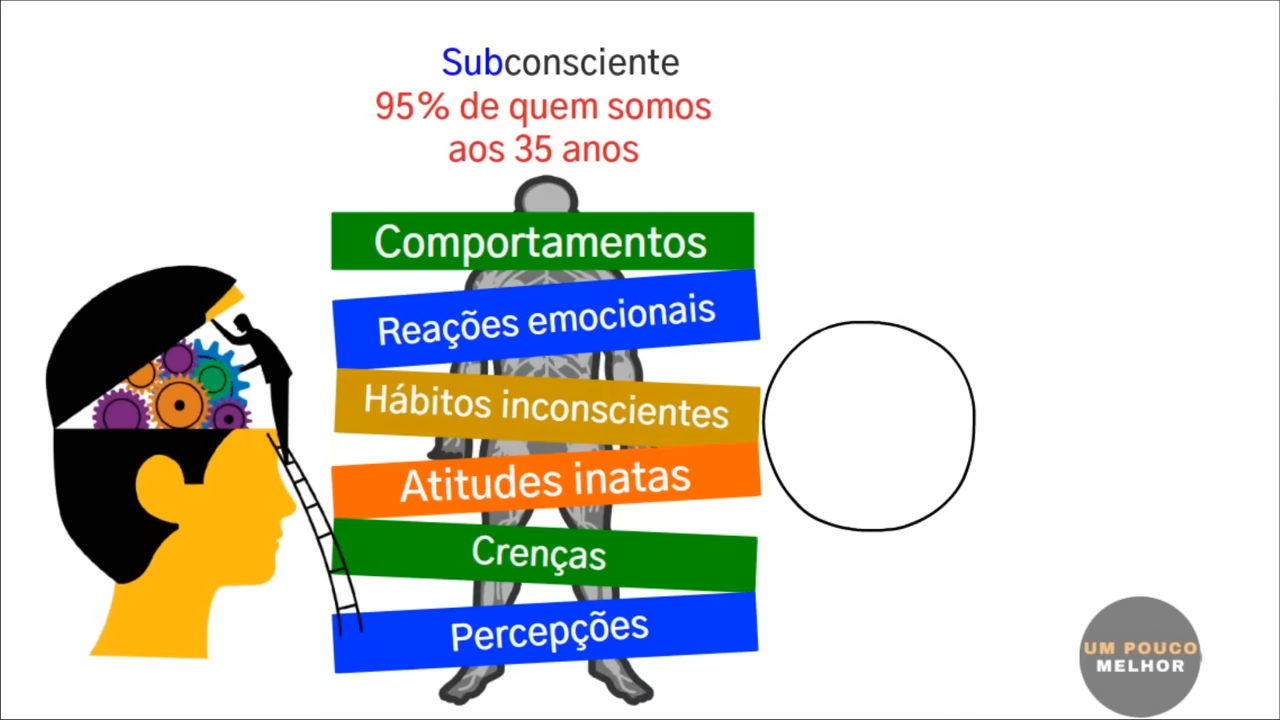 Subconsciente
95% de quem somos
aos 35 anos
Comportamentos
Reações emocionais
Hábitos inconscientes
Atitudes inatas
Crenças
Percepções
UM POUCO
MELHOR